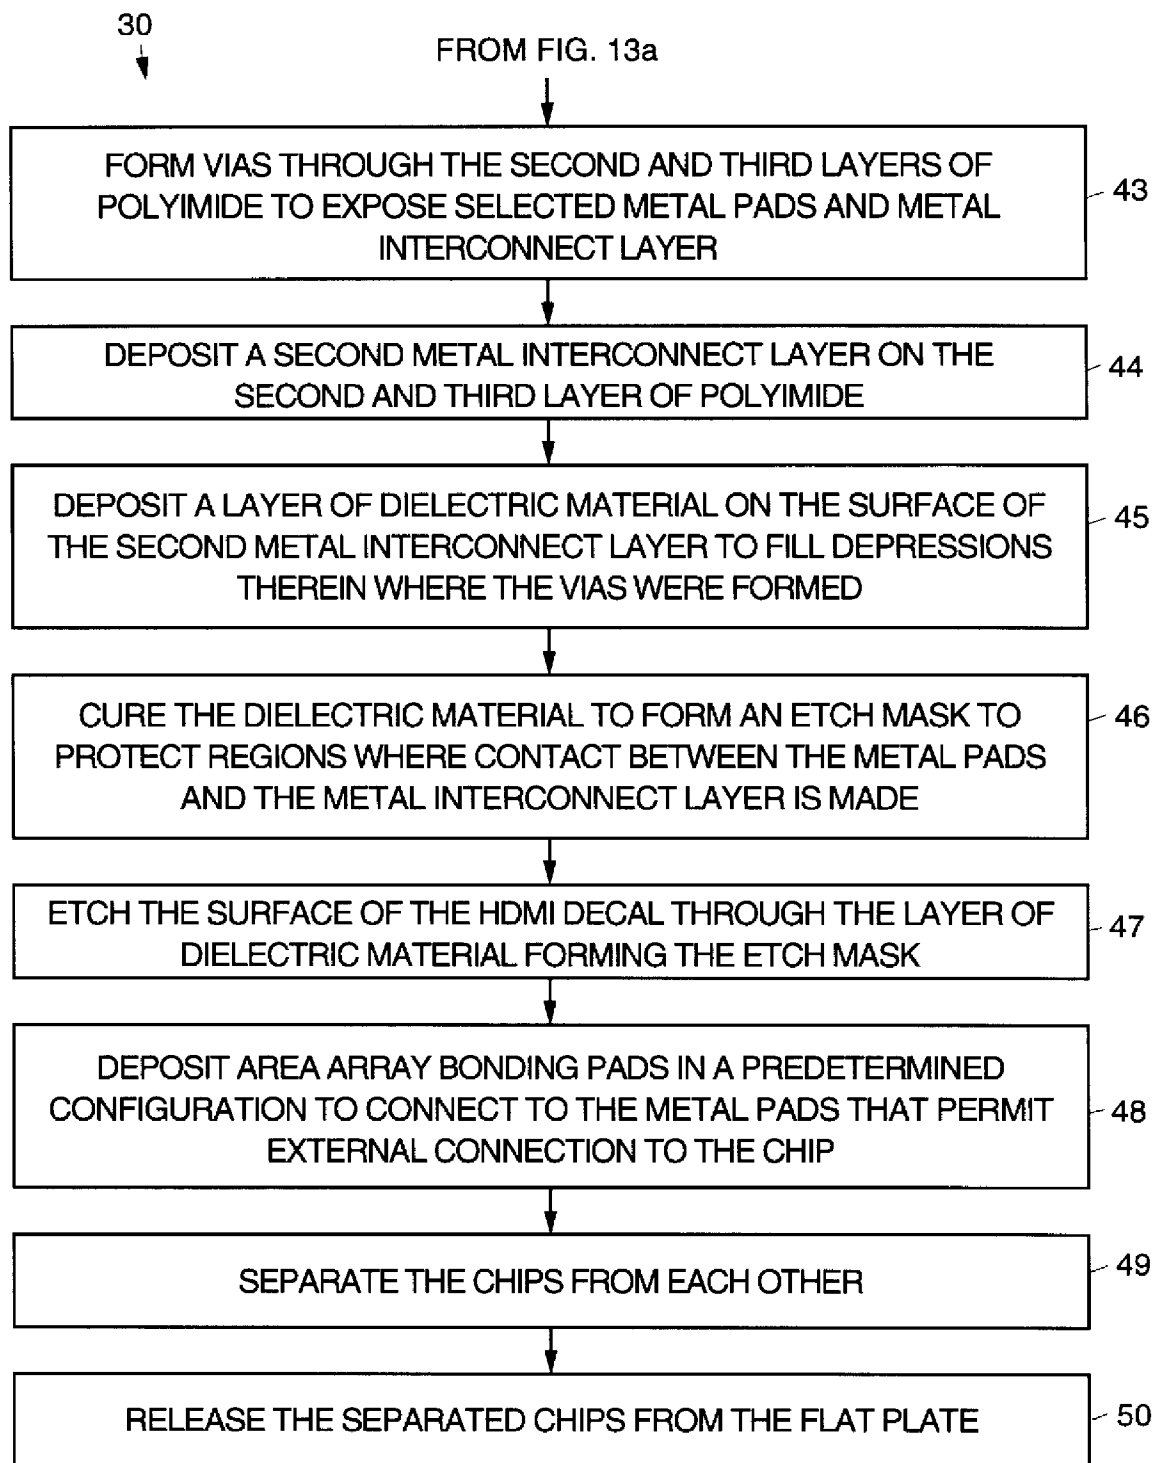 30
FROM FIG. 13a
FORM VIAS THROUGH THE SECOND AND THIRD LAYERS OF
POLYIMIDE TO EXPOSE SELECTED METAL PADS AND METAL
INTERCONNECT LAYER
43
DEPOSIT A SECOND METAL INTERCONNECT LAYER ON THE
SECOND AND THIRD LAYER OF POLYIMIDE
44
DEPOSIT A LAYER OF DIELECTRIC MATERIAL ON THE SURFACE OF
THE SECOND METAL INTERCONNECT LAYER TO FILL DEPRESSIONS
THEREIN WHERE THE VIAS WERE FORMED
45
CURE THE DIELECTRIC MATERIAL TO FORM AN ETCH MASK TO
PROTECT REGIONS WHERE CONTACT BETWEEN THE METAL PADS
AND THE METAL INTERCONNECT LAYER IS MADE
46
ETCH THE SURFACE OF THE HDMI DECAL THROUGH THE LAYER OF
DIELECTRIC MATERIAL FORMING THE ETCH MASK
47
DEPOSIT AREA ARRAY BONDING PADS IN A PREDETERMINED
CONFIGURATION TO CONNECT TO THE METAL PADS THAT PERMIT
EXTERNAL CONNECTION TO THE CHIP
48
SEPARATE THE CHIPS FROM EACH OTHER
49
RELEASE THE SEPARATED CHIPS FROM THE FLAT PLATE
50